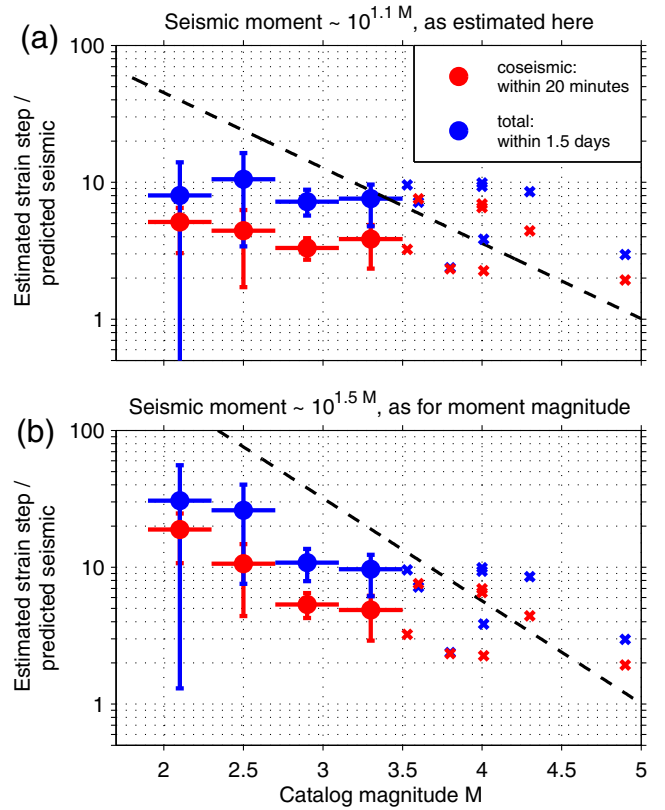 (a)
Seismic moment ~ 10^1.1 M, as estimated here
100
10
1
Estimated strain step /
predicted seismic
coseismic:
within 20 minutes
total:
within 1.5 days
(b)
Seismic moment ~ 10^1.5 M, as for moment magnitude
100
10
1
Estimated strain step /
predicted seismic
2 2.5 3 3.5 4 4.5 5
Catalog magnitude M